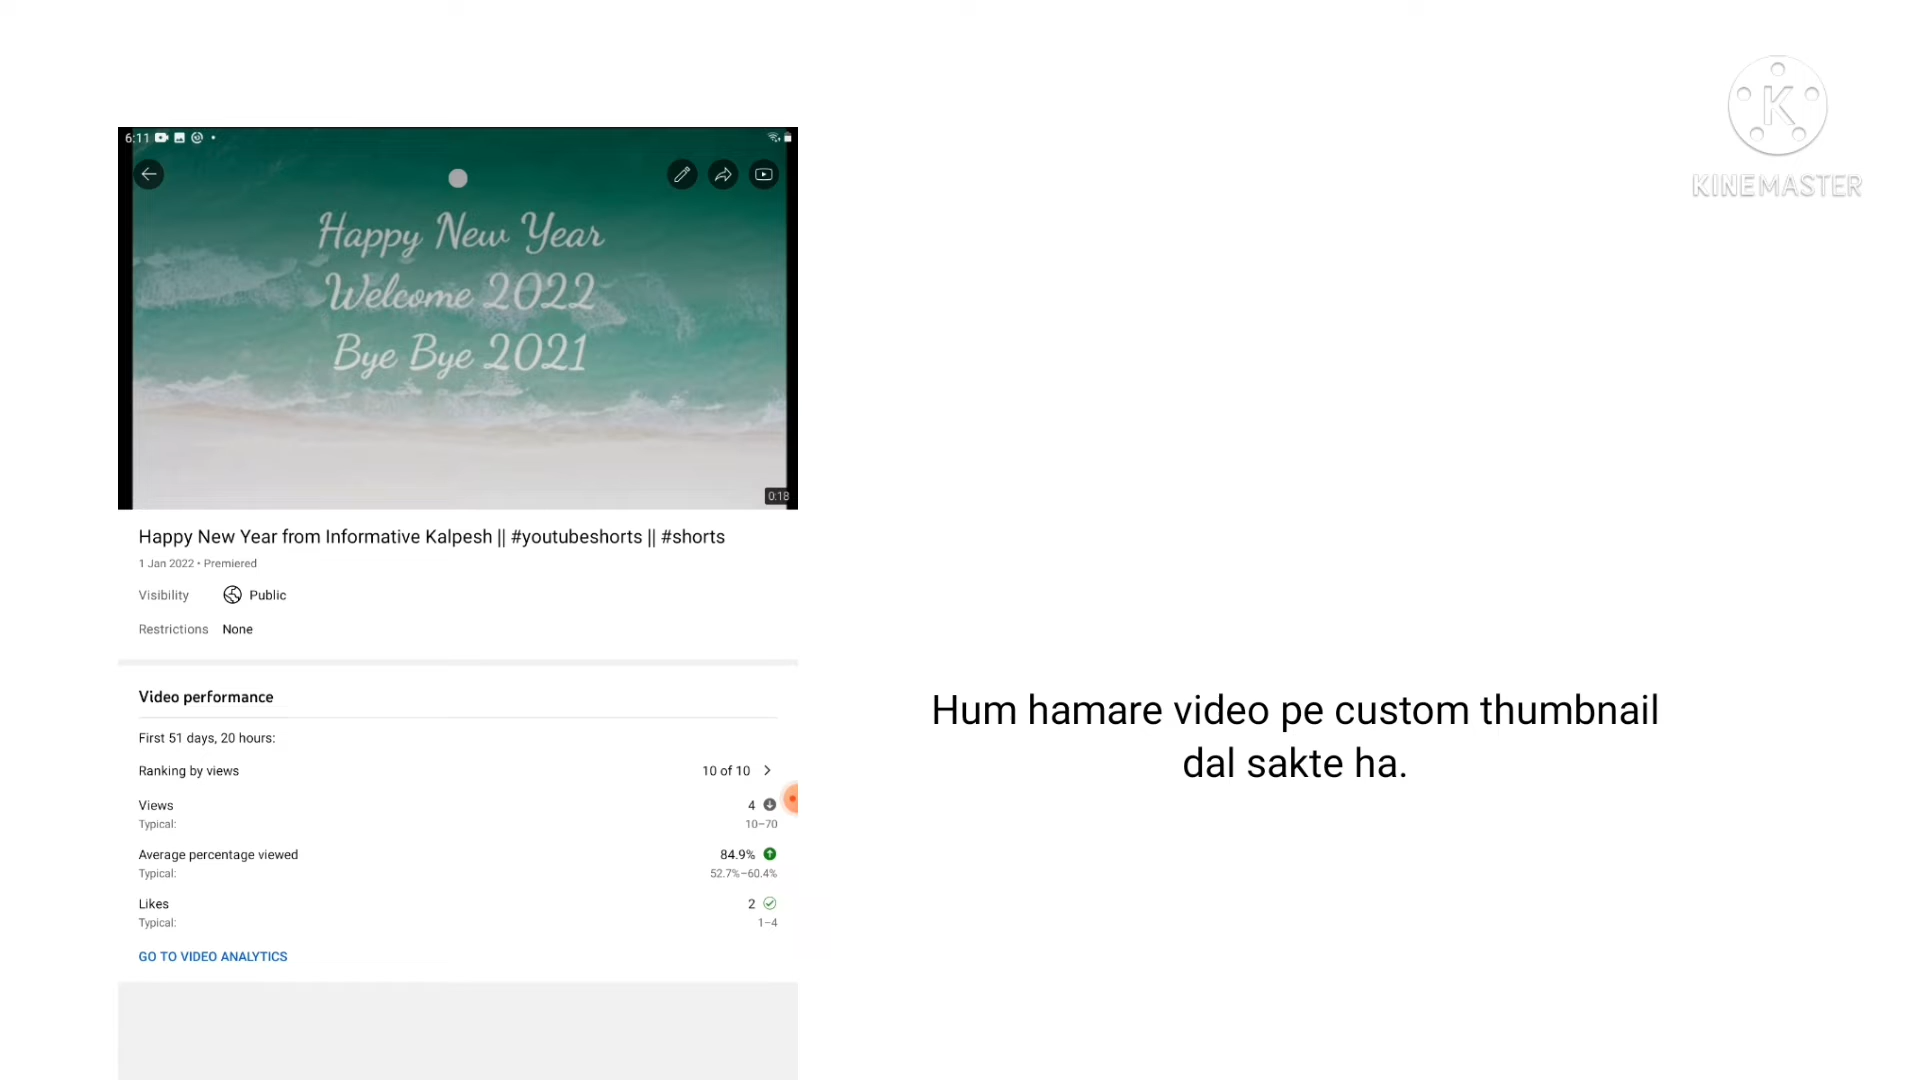 KINEMASTER
6:11
Happy New Year
Welcome 2022
Bye Bye 2021
0:18
Happy New Year from Informative Kalpesh || #youtubeshorts || #shorts
1 Jan 2022 • Premiered
Visibility Public
Restrictions None
Video performance
First 51 days, 20 hours:
Ranking by views 10 of 10
Views 4
Typical: 10–70
Average percentage viewed 84.9%
Typical: 52.7%–60.4%
Likes 2
Typical: 1–4
GO TO VIDEO ANALYTICS
Hum hamare video pe custom thumbnail
dal sakte ha.